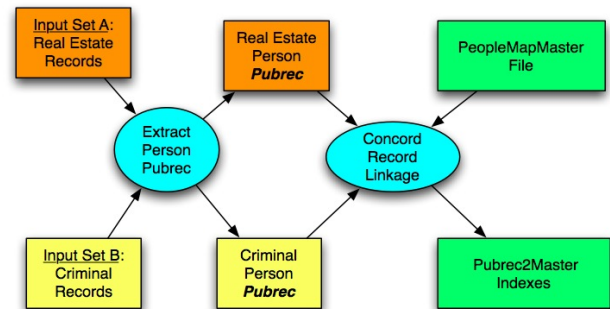 Input Set A:
Real Estate
Records
Real Estate
Person
Pubrec
PeopleMapMaster
File
Extract
Person
Pubrec
Concord
Record
Linkage
Input Set B:
Criminal
Records
Criminal
Person
Pubrec
Pubrec2Master
Indexes